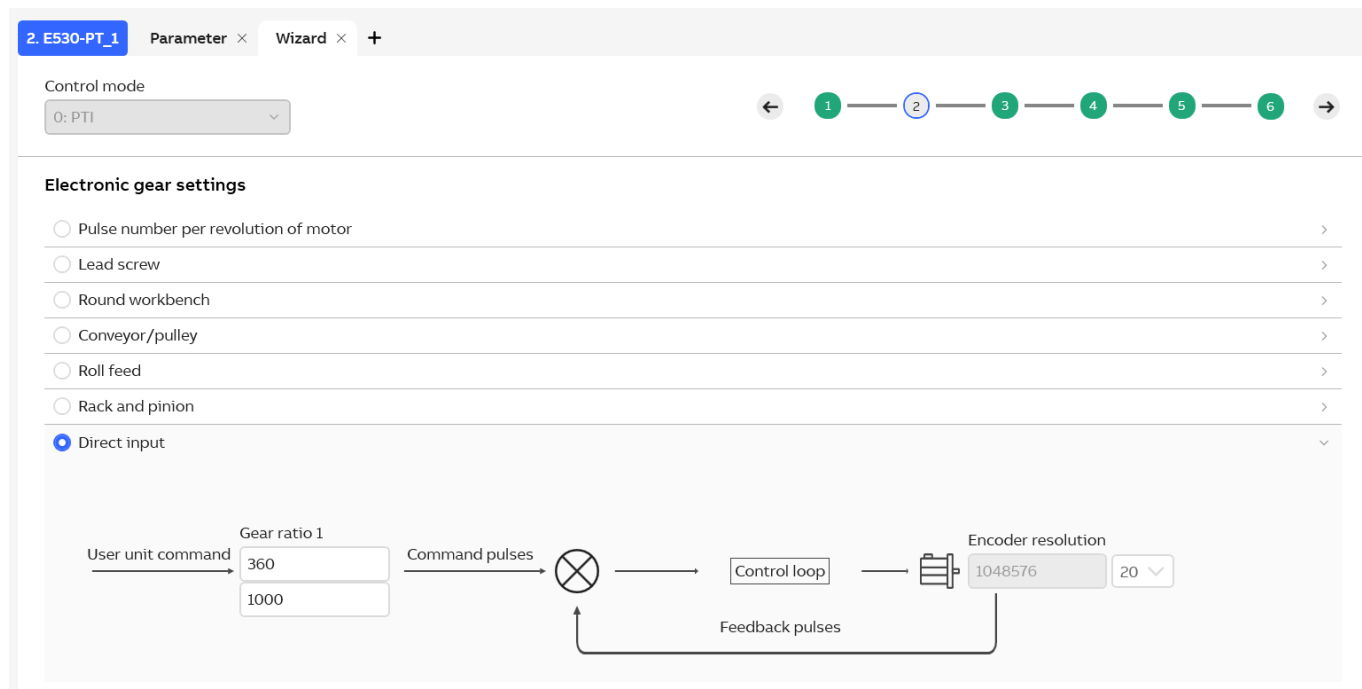 2. E530-PT_1 Parameter Wizard
Control mode
0: PTI
1 2 3 4 5 6
Electronic gear settings
Pulse number per revolution of motor
Lead screw
Round workbench
Conveyor/pulley
Roll feed
Rack and pinion
Direct input
Gear ratio 1
User unit command
360
1000
Command pulses
Control loop
Encoder resolution
1048576
20
Feedback pulses